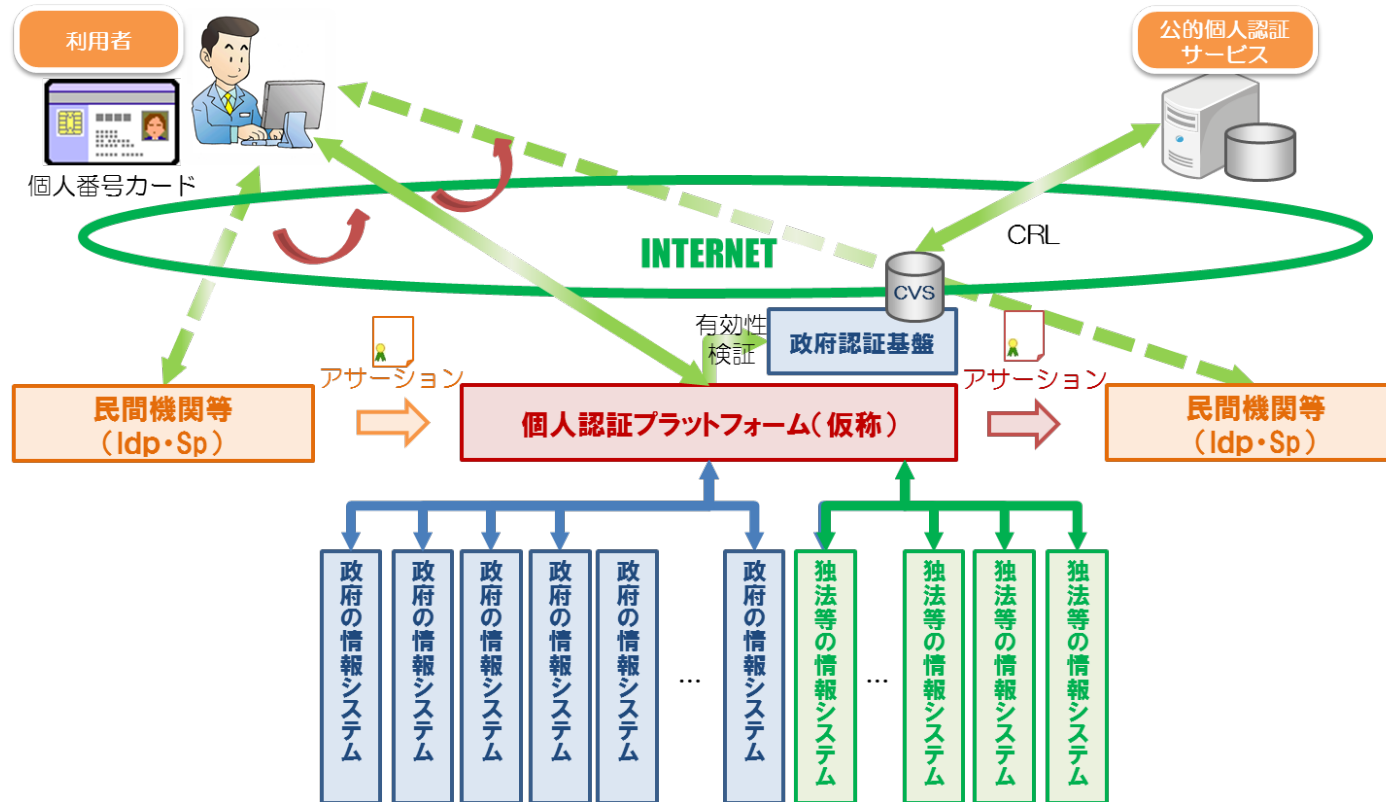 利用者
公的個人認証
サービス
個人番号カード
INTERNET
CRL
CVS
有効性
検証
政府認証基盤
アサーション
アサーション
民間機関等
（Idp・Sp）
個人認証プラットフォーム（仮称）
民間機関等
（Idp・Sp）
政府の情報システム
政府の情報システム
政府の情報システム
政府の情報システム
政府の情報システム
…
政府の情報システム
独法等の情報システム
…
独法等の情報システム
独法等の情報システム
独法等の情報システム